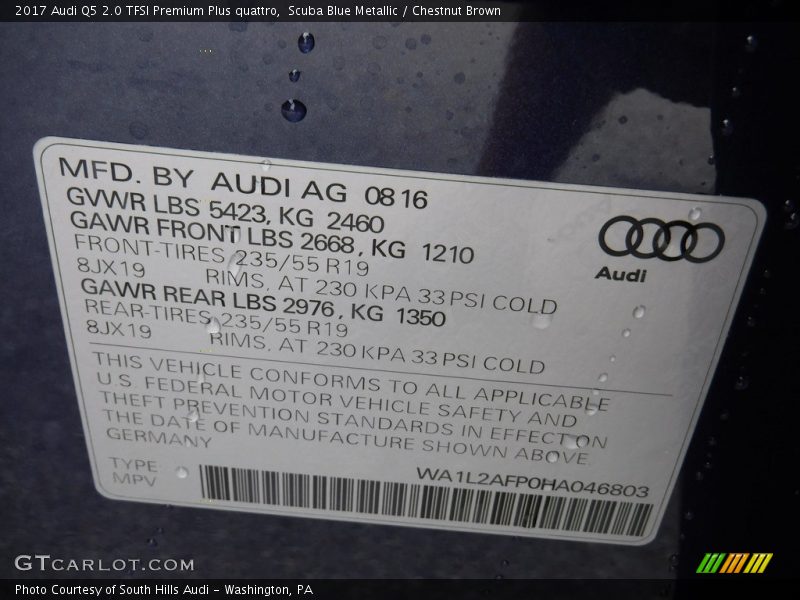 2017 Audi Q5 2.0 TFSI Premium Plus quattro, Scuba Blue Metallic / Chestnut Brown
MFD. BY AUDI AG 08 16
GVWR LBS 5423, KG 2460
GAWR FRONT LBS 2668, KG 1210
FRONT-TIRES 235/55 R19
8JX19 RIMS, AT 230 KPA 33 PSI COLD
GAWR REAR LBS 2976, KG 1350
REAR-TIRES 235/55 R19
8JX19 RIMS, AT 230 KPA 33 PSI COLD
Audi
THIS VEHICLE CONFORMS TO ALL APPLICABLE
U.S. FEDERAL MOTOR VEHICLE SAFETY AND
THEFT PREVENTION STANDARDS IN EFFECT ON
THE DATE OF MANUFACTURE SHOWN ABOVE
GERMANY
TYPE:
MPV
WA1L2AFP0HA046803
GTCARLOT.COM
Photo Courtesy of South Hills Audi - Washington, PA